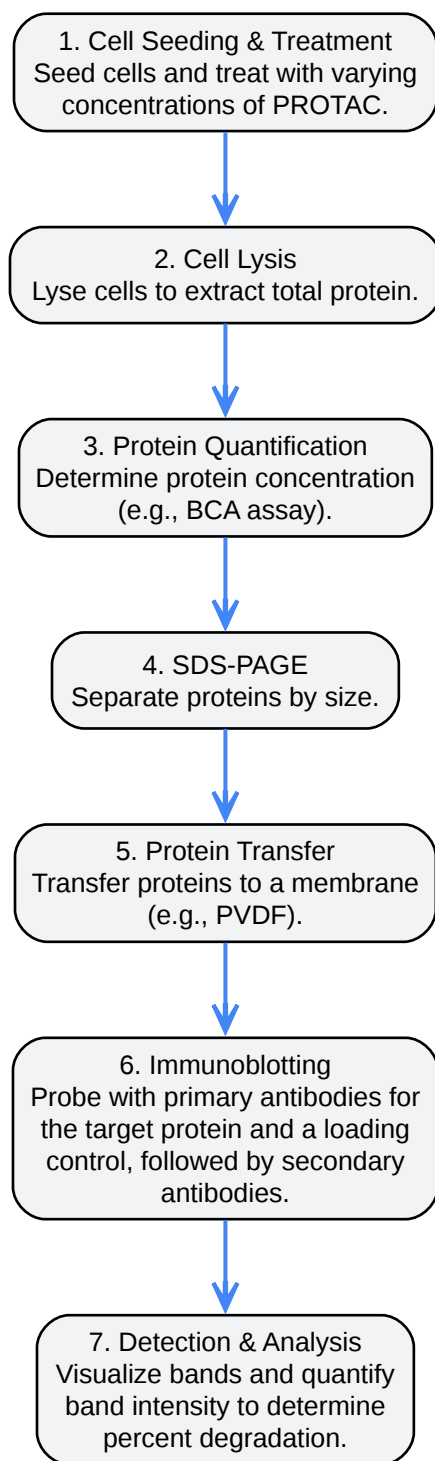 1. Cell Seeding & Treatment
Seed cells and treat with varying
concentrations of PROTAC.
2. Cell Lysis
Lyse cells to extract total protein.
3. Protein Quantification
Determine protein concentration
(e.g., BCA assay).
4. SDS-PAGE
Separate proteins by size.
5. Protein Transfer
Transfer proteins to a membrane
(e.g., PVDF).
6. Immunoblotting
Probe with primary antibodies for
the target protein and a loading
control, followed by secondary
antibodies.
7. Detection & Analysis
Visualize bands and quantify
band intensity to determine
percent degradation.